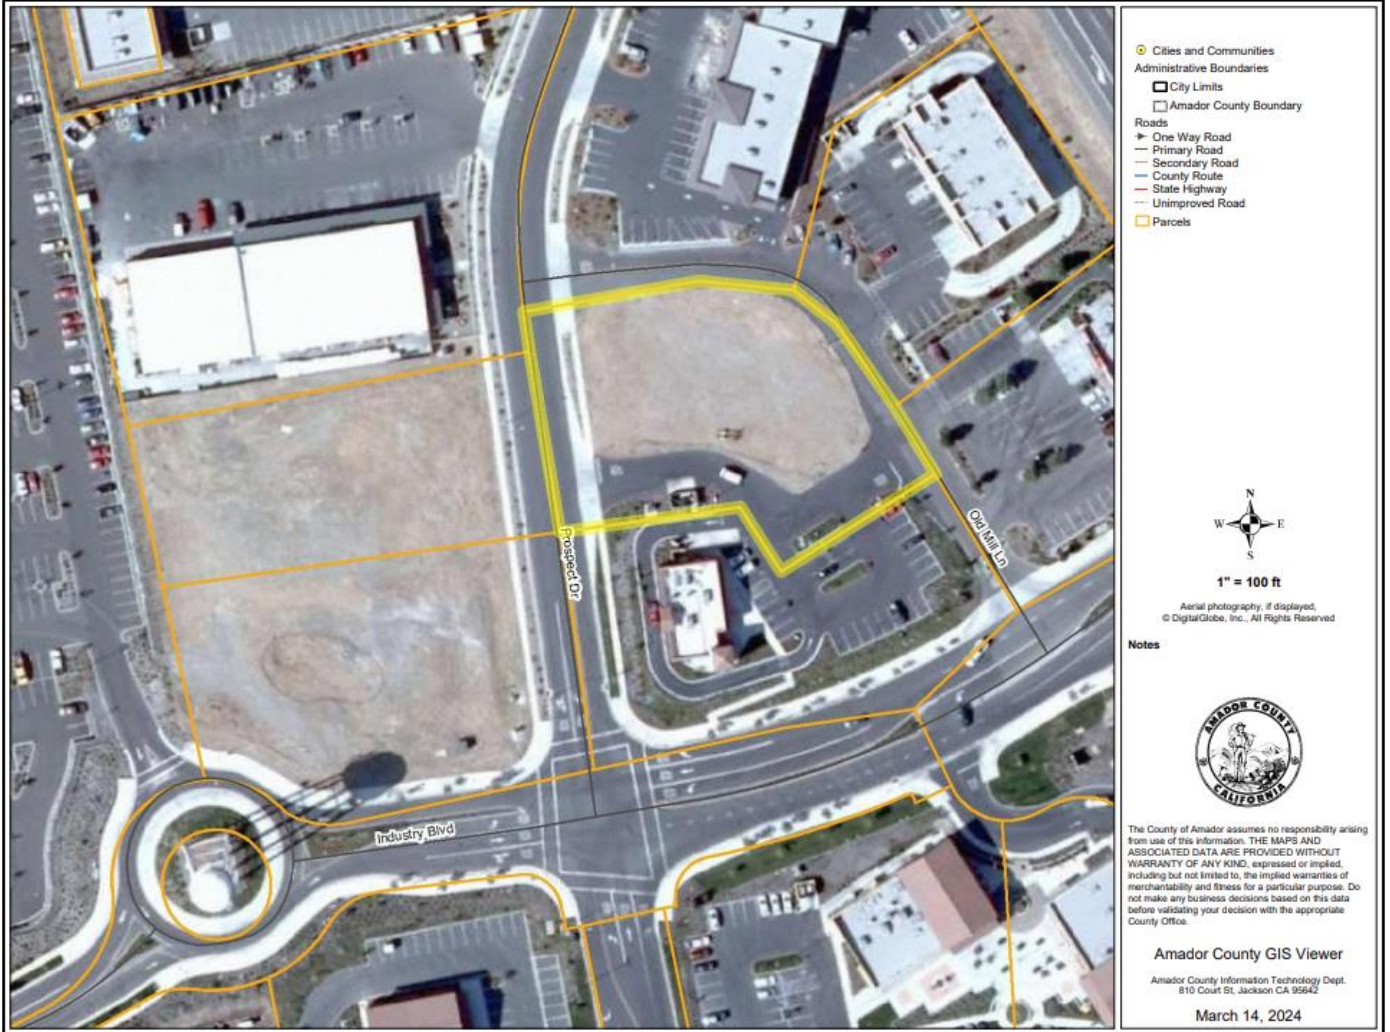 Cities and Communities
Administrative Boundaries
City Limits
Amador County Boundary
Roads
One Way Road
Primary Road
Secondary Road
County Route
State Highway
Unimproved Road
Parcels
N
W E
S
1" = 100 ft
Aerial photography, if displayed,
© DigitalGlobe, Inc., All Rights Reserved
Notes
AMADOR COUNTY
CALIFORNIA
The County of Amador assumes no responsibility arising
from use of this information. THE MAPS AND
ASSOCIATED DATA ARE PROVIDED WITHOUT
WARRANTY OF ANY KIND, expressed or implied,
including but not limited to, the implied warranties of
merchantability and fitness for a particular purpose. Do
not make any business decisions based on this data
before validating your decision with the appropriate
County Office.
Amador County GIS Viewer
Amador County Information Technology Dept.
810 Court St, Jackson CA 95642
March 14, 2024
Prospect Dr
Old Mill Ln
Industry Blvd